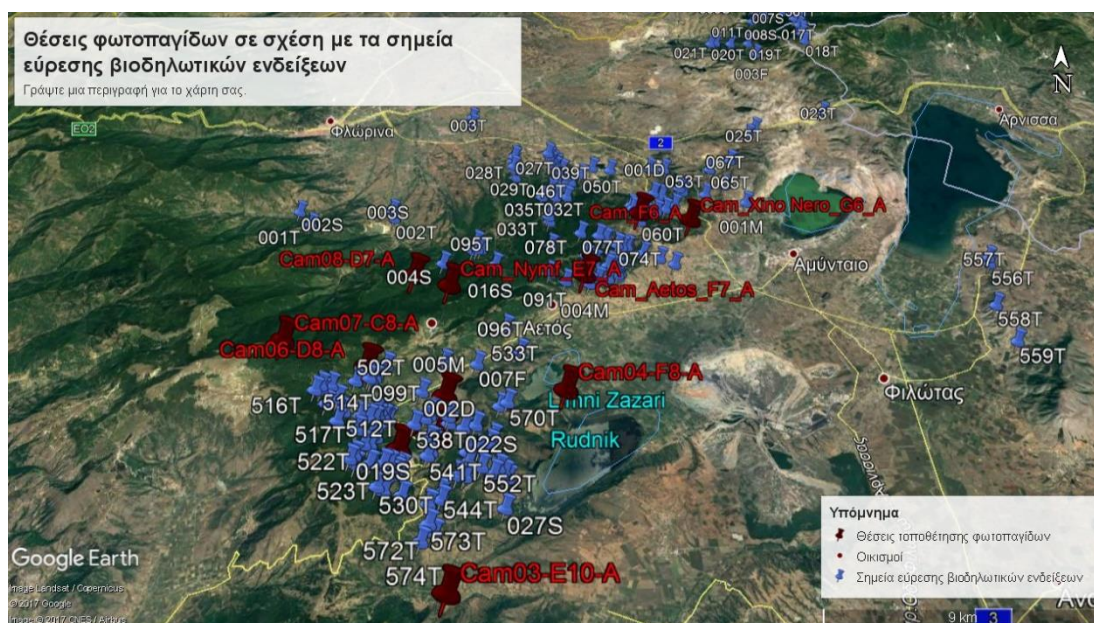 Θέσεις φωτοπαγίδων σε σχέση με τα σημεία
εύρεσης βιοδηλωτικών ενδείξεων
Γράψτε μια περιγραφή για το χάρτη σας.
007S
011T 008S 017T
021T 020T 019T 018T
003F
N
EO2
Φλώρινα
003T
023T
Άρνισσα
025T
2
028T 027T 039T 001D 067T
029T 046T 050T 053T 065T
035T 032T Cam_F6_A Cam_Xino Nero_G6_A
003S
002S
001T 002T 033T 060T 001M
095T 078T 077T 074T
Αμύνταιο
557T
Cam08-D7-A
004S Cam_Nymf_E7_A
556T
016S Cam_Aetos_F7_A
091T 004M
558T
Cam07-C8-A
096T Αετός
Cam06-D8-A
533T
559T
502T 005M
007F Cam04-F8-A
099T
Φιλώτας
516T 514T 002D
Limni Zazari
570T
517T 512T 538T 022S Rudnik
522T 019S 541T
523T 552T
530T 544T
027S
572T 573T
574T Cam03-E10-A
Υπόμνημα
Θέσεις τοποθέτησης φωτοπαγίδων
Οικισμοί
Σημεία εύρεσης βιοδηλωτικών ενδείξεων
Google Earth
Image Landsat / Copernicus
© 2017 Google
Image © 2017 CNES / Airbus
9 km
3